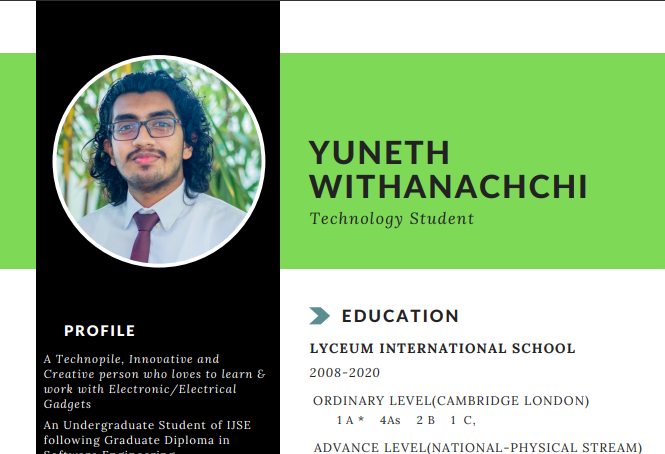 YUNETH
WITHANACHCHI
Technology Student
PROFILE
A Technopile, Innovative and
Creative person who loves to learn &
work with Electronic/Electrical
Gadgets
An Undergraduate Student of IJSE
following Graduate Diploma in
Software Engineering
EDUCATION
LYCEUM INTERNATIONAL SCHOOL
2008-2020
ORDINARY LEVEL(CAMBRIDGE LONDON)
1 A * 4As 2 B 1 C,
ADVANCE LEVEL(NATIONAL-PHYSICAL STREAM)